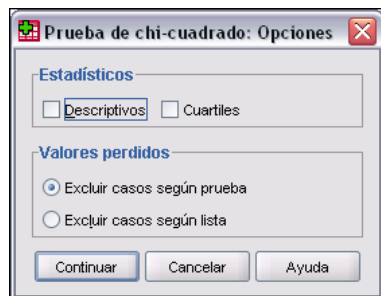 Prueba de chi-cuadrado: Opciones
Estadísticos
Descriptivos Cuartiles
Valores perdidos
Excluir casos según prueba
Excluir casos según lista
Continuar Cancelar Ayuda